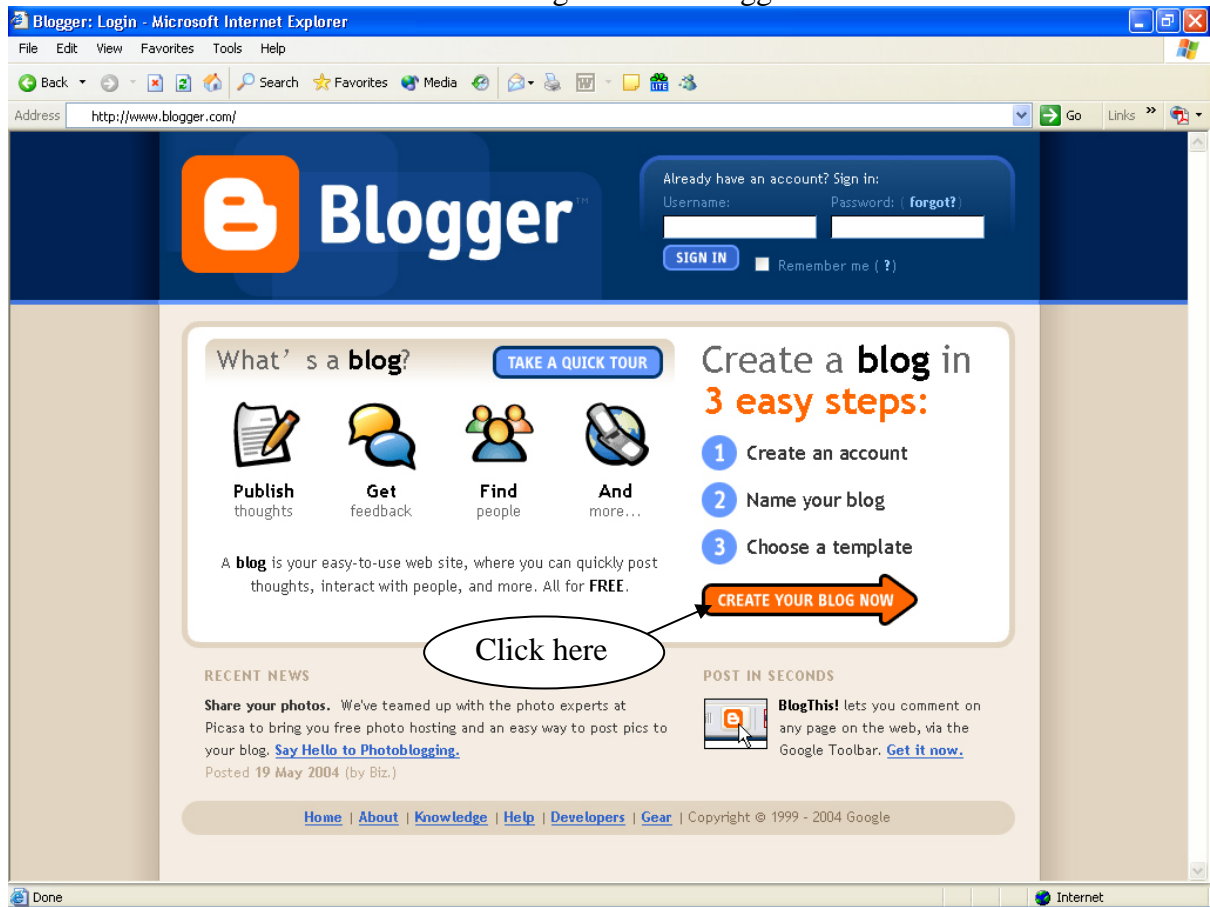 Blogger: Login - Microsoft Internet Explorer
File Edit View Favorites Tools Help
Back Search Favorites Media
Address http://www.blogger.com/ Go Links »
Blogger™
Already have an account? Sign in:
Username: Password: ( forgot? )
SIGN IN Remember me ( ? )
What's a blog? TAKE A QUICK TOUR
Publish thoughts
Get feedback
Find people
And more...
A blog is your easy-to-use web site, where you can quickly post
thoughts, interact with people, and more. All for FREE.
Create a blog in
3 easy steps:
1 Create an account
2 Name your blog
3 Choose a template
CREATE YOUR BLOG NOW
Click here
RECENT NEWS
Share your photos. We've teamed up with the photo experts at
Picasa to bring you free photo hosting and an easy way to post pics to
your blog. Say Hello to Photoblogging.
Posted 19 May 2004 (by Biz.)
POST IN SECONDS
BlogThis! lets you comment on
any page on the web, via the
Google Toolbar. Get it now.
Home | About | Knowledge | Help | Developers | Gear | Copyright © 1999 - 2004 Google
Done Internet